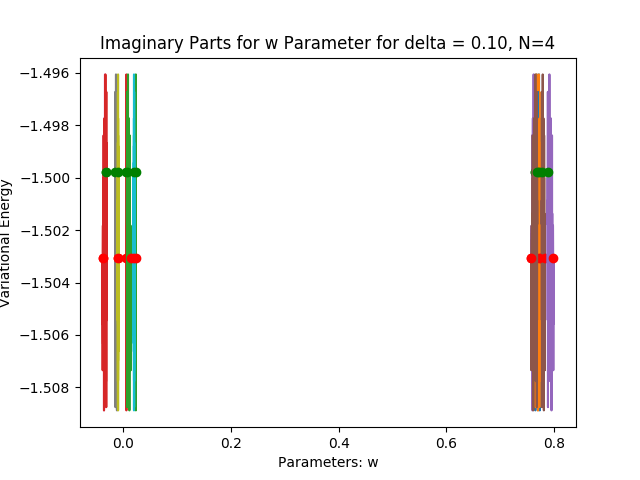 Imaginary Parts for w Parameter for delta = 0.10, N=4
Variational Energy
−1.496
−1.498
−1.500
−1.502
−1.504
−1.506
−1.508
0.0 0.2 0.4 0.6 0.8
Parameters: w